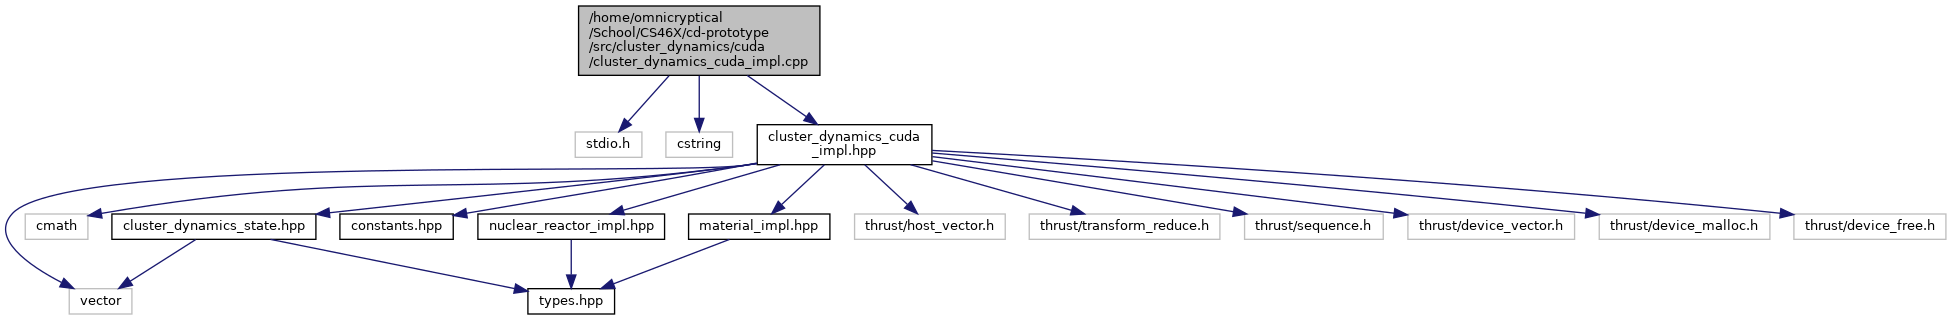 /home/omnicryptical
/School/CS46X/cd-prototype
/src/cluster_dynamics/cuda
/cluster_dynamics_cuda_impl.cpp
stdio.h
cstring
cluster_dynamics_cuda
_impl.hpp
cmath
cluster_dynamics_state.hpp
constants.hpp
nuclear_reactor_impl.hpp
material_impl.hpp
thrust/host_vector.h
thrust/transform_reduce.h
thrust/sequence.h
thrust/device_vector.h
thrust/device_malloc.h
thrust/device_free.h
vector
types.hpp